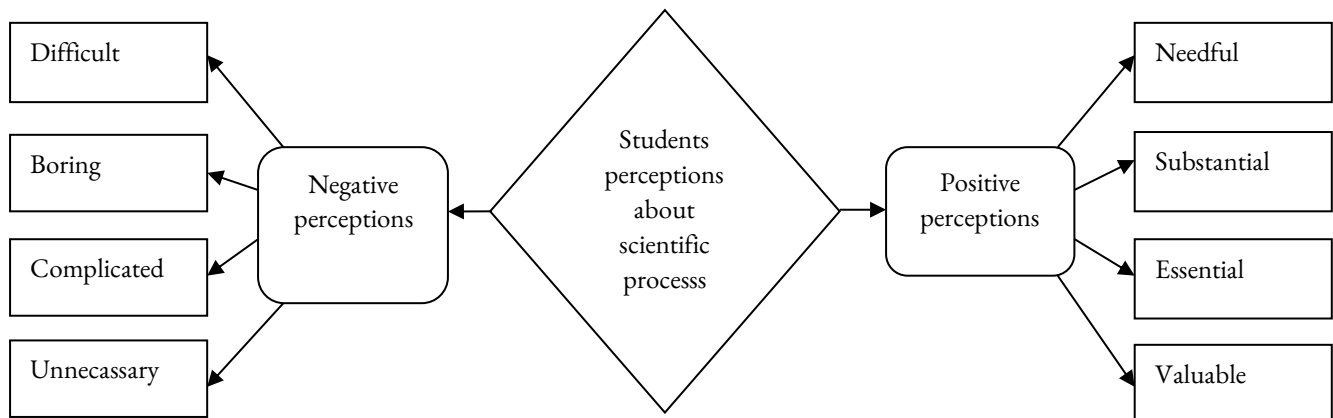 Difficult
Boring
Complicated
Unnecassary
Negative
perceptions
Students
perceptions
about
scientific
processs
Positive
perceptions
Needful
Substantial
Essential
Valuable